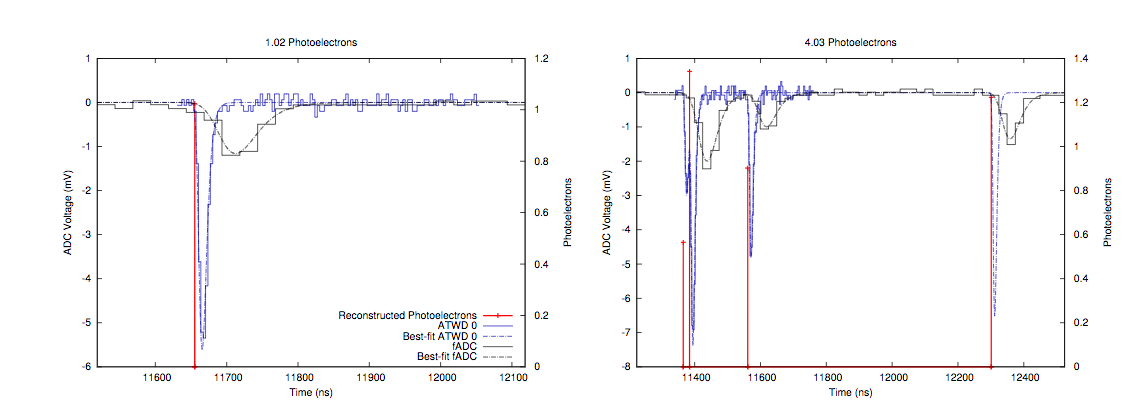 1.02 Photoelectrons
1
0
-1
-2
-3
-4
-5
-6
ADC Voltage (mV)
1.2
1
0.8
0.6
0.4
0.2
0
Photoelectrons
Reconstructed Photoelectrons
ATWD 0
Best-fit ATWD 0
fADC
Best-fit fADC
11600 11700 11800 11900 12000 12100
Time (ns)
4.03 Photoelectrons
1
0
-1
-2
-3
-4
-5
-6
-7
-8
ADC Voltage (mV)
1.4
1.2
1
0.8
0.6
0.4
0.2
0
Photoelectrons
11400 11600 11800 12000 12200 12400
Time (ns)